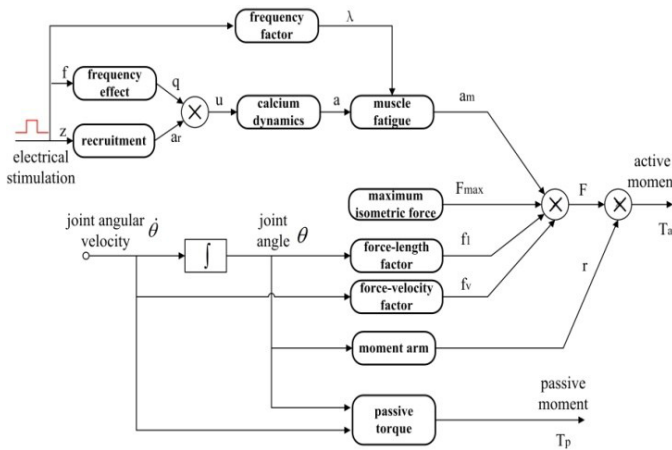 frequency
factor
λ
f
frequency
effect
q
u
calcium
dynamics
a
muscle
fatigue
am
z
recruitment
ar
electrical
stimulation
maximum
isometric force
Fmax
F
active
moment
Ta
joint angular
velocity
θ̇
∫
joint
angle θ
force-length
factor
fl
force-velocity
factor
fv
r
moment arm
passive
torque
passive
moment
Tp